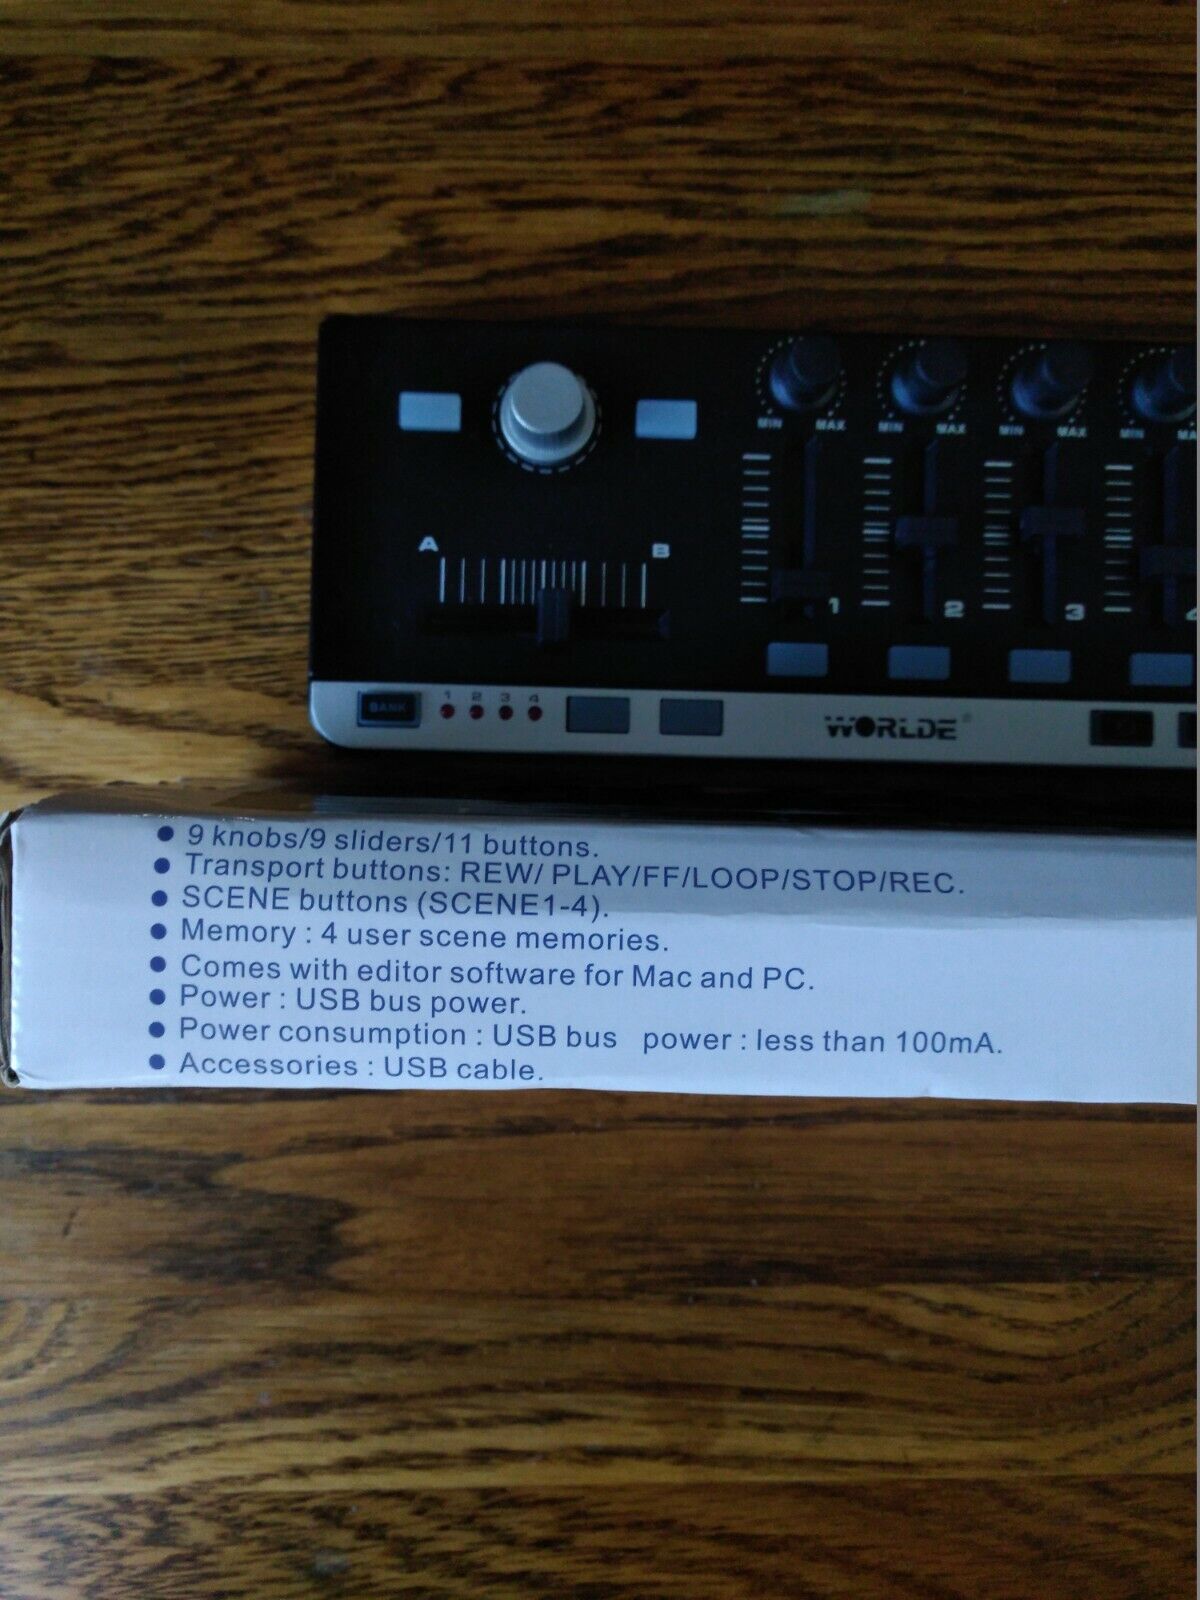 MIN MAX MIN MAX MIN MAX MIN
A B
1 2 3
BANK 1 2 3 4 WORLDE®
● 9 knobs/9 sliders/11 buttons.
● Transport buttons: REW/ PLAY/FF/LOOP/STOP/REC.
● SCENE buttons (SCENE1-4).
● Memory : 4 user scene memories.
● Comes with editor software for Mac and PC.
● Power : USB bus power.
● Power consumption : USB bus power : less than 100mA.
● Accessories : USB cable.